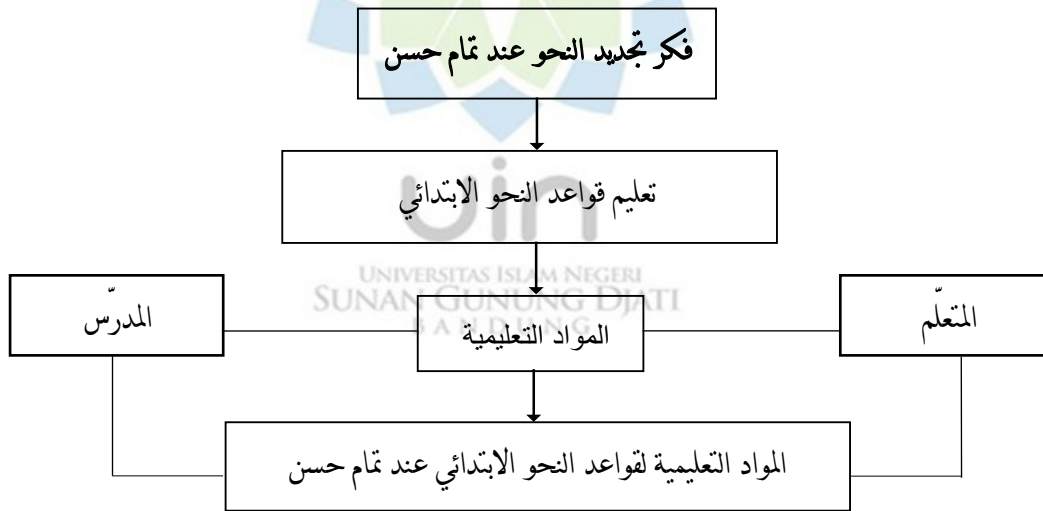 فكر تجديد النحو عند تمام حسن
تعليم قواعد النحو الابتدائي
uin
UNIVERSITAS ISLAM NEGERI
SUNAN GUNUNG DJATI
BANDUNG
المتعلّم
المواد التعليمية
المدرّس
المواد التعليمية لقواعد النحو الابتدائي عند تمام حسن